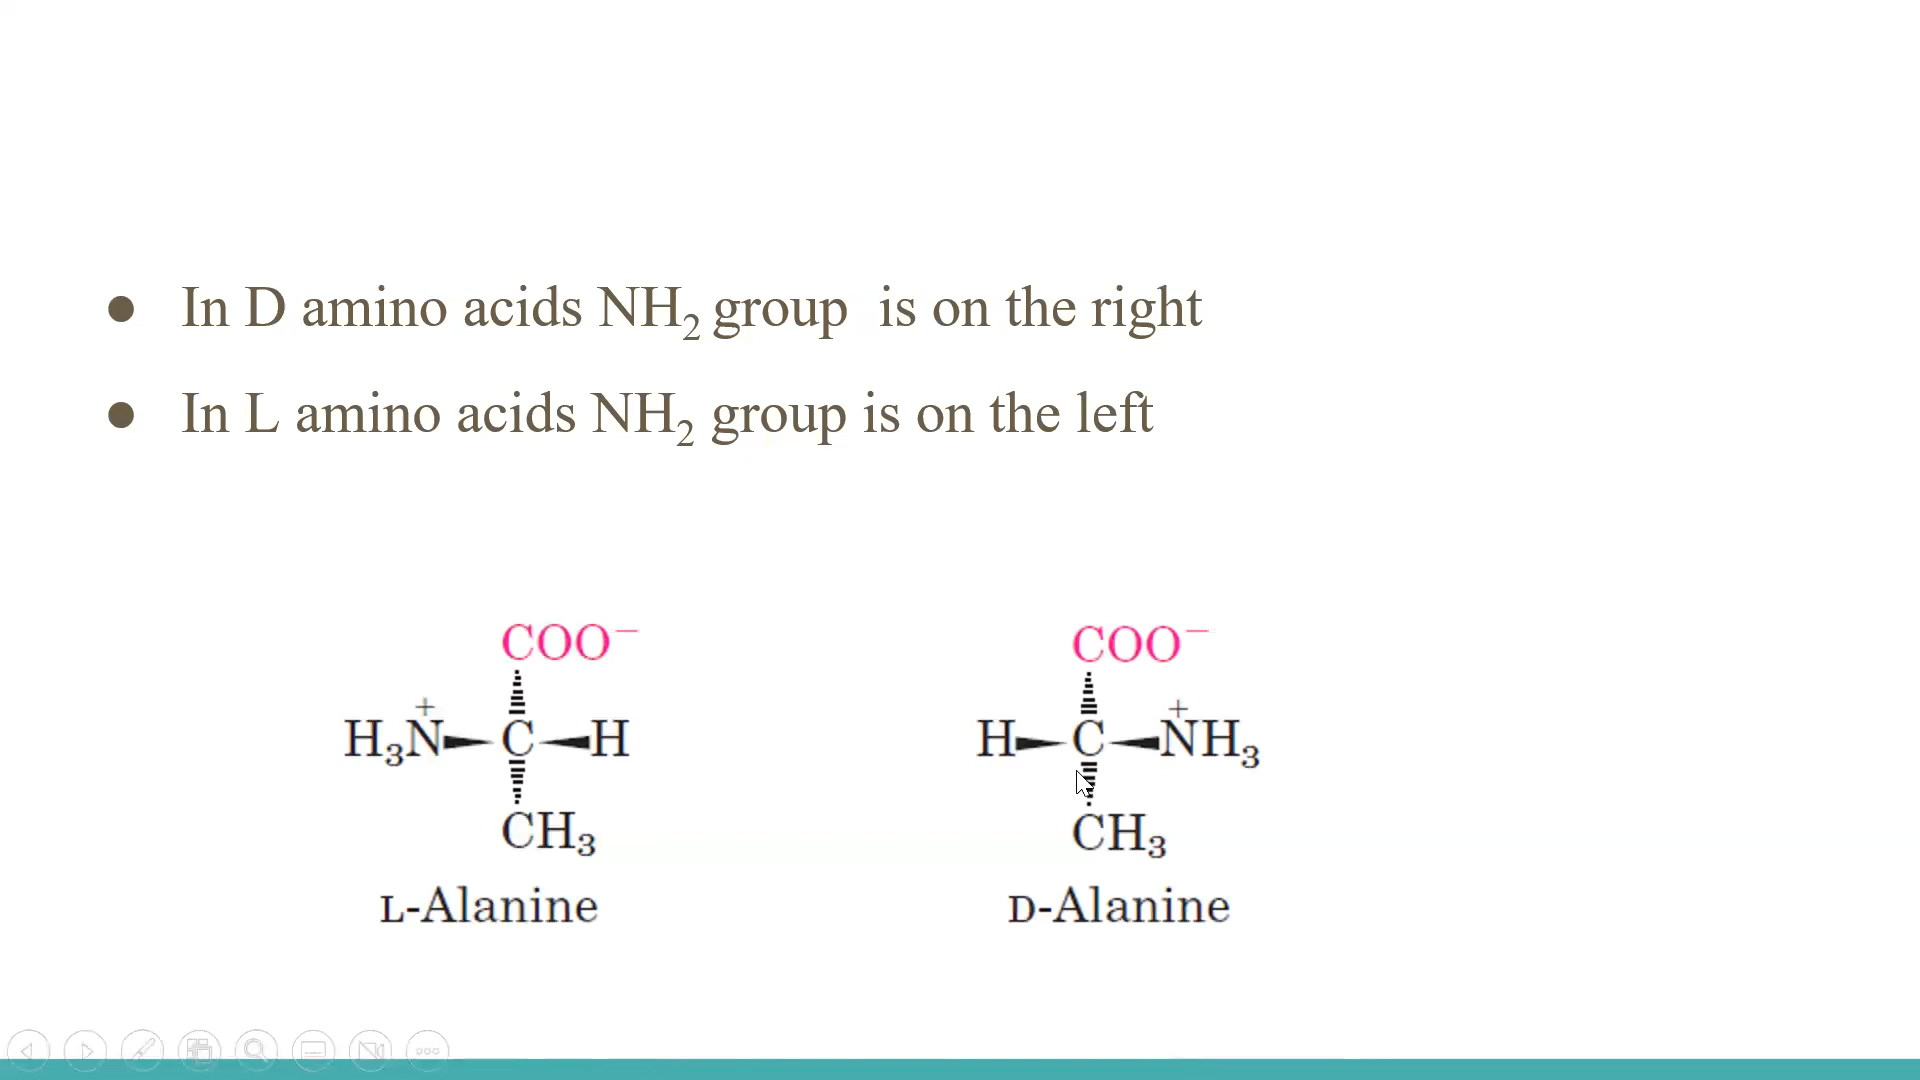 ● In D amino acids NH₂ group is on the right
● In L amino acids NH₂ group is on the left
COO⁻ COO⁻
H₃N⁺ C H H C N⁺H₃
CH₃ CH₃
L-Alanine D-Alanine